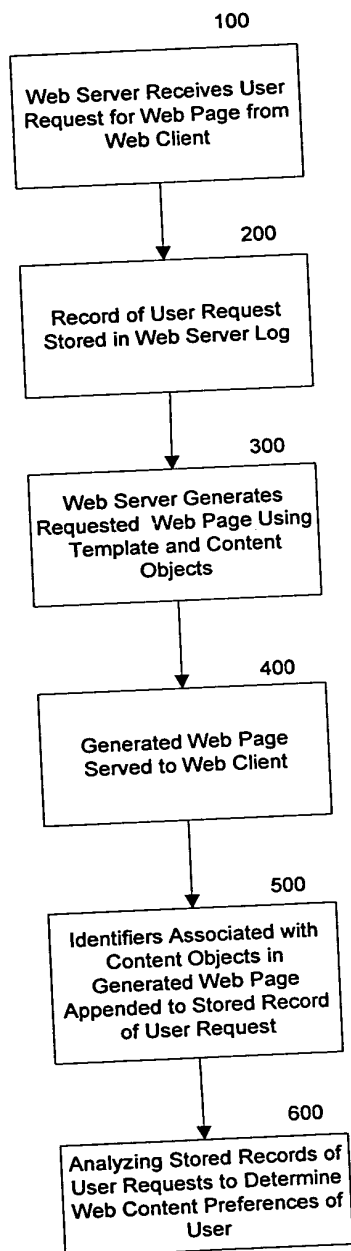 100
Web Server Receives User
Request for Web Page from
Web Client
200
Record of User Request
Stored in Web Server Log
300
Web Server Generates
Requested Web Page Using
Template and Content
Objects
400
Generated Web Page
Served to Web Client
500
Identifiers Associated with
Content Objects in
Generated Web Page
Appended to Stored Record
of User Request
600
Analyzing Stored Records of
User Requests to Determine
Web Content Preferences of
User